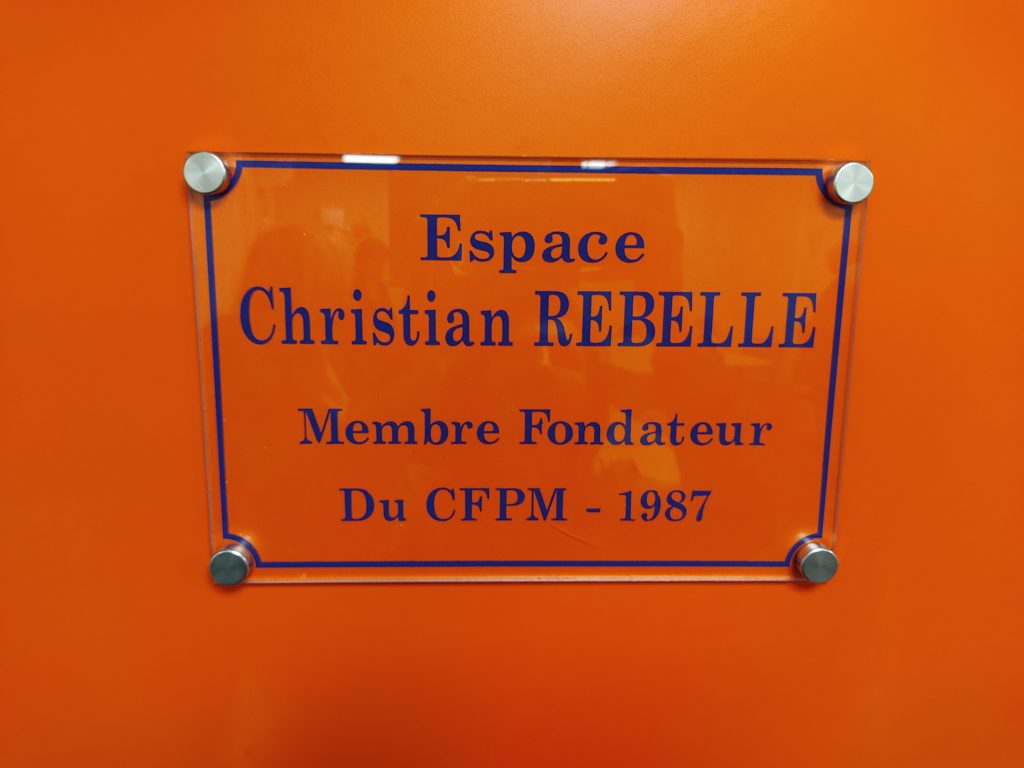 Espace
Christian REBELLE
Membre Fondateur
Du CFPM - 1987